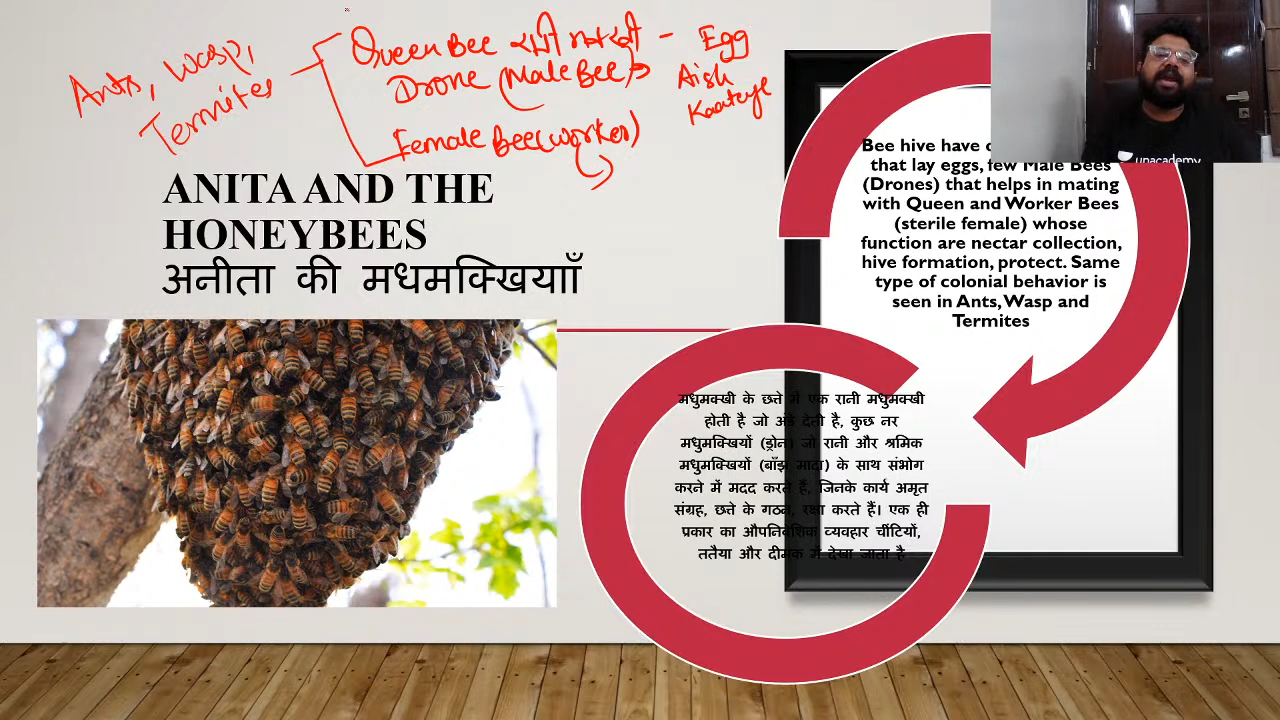 Ants, Wasp,
Termites
Queen Bee रानी मक्खी - Egg
Drone (Male Bee)
Aish
Kaateye
Female Bee (worker)
ANITA AND THE
HONEYBEES
अनीता की मधमक्खियााँ
Bee hive have
that lay eggs, few Male Bees
(Drones) that helps in mating
with Queen and Worker Bees
(sterile female) whose
function are nectar collection,
hive formation, protect. Same
type of colonial behavior is
seen in Ants, Wasp and
Termites
unacademy
मधुमक्खी के छत्ते में एक रानी मधुमक्खी
होती है जो अंडे देती है, कुछ नर
मधुमक्खियों (ड्रोन) जो रानी और श्रमिक
मधुमक्खियों (बाँझ मादा) के साथ संभोग
करने में मदद करते हैं, जिनके कार्य अमृत
संग्रह, छत्ते के गठन, रक्षा करते हैं। एक ही
प्रकार का औपनिवेशिक व्यवहार चींटियों,
ततैया और दीमक में देखा जाता है